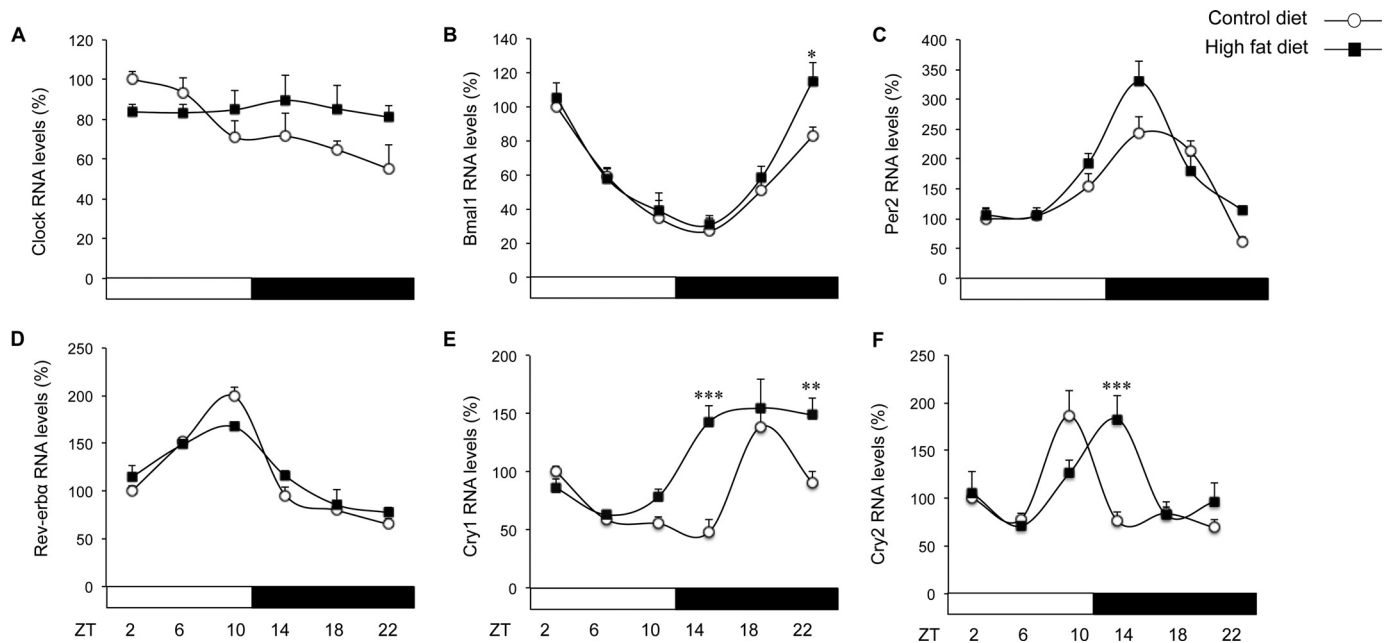 Control diet
High fat diet
A
Clock RNA levels (%)
120
100
80
60
40
20
0
B
Bmal1 RNA levels (%)
140
120
100
80
60
40
20
0
*
C
Per2 RNA levels (%)
400
350
300
250
200
150
100
50
0
D
Rev-erbα RNA levels (%)
250
200
150
100
50
0
E
Cry1 RNA levels (%)
200
150
100
50
0
***
**
F
Cry2 RNA levels (%)
250
200
150
100
50
0
***
ZT 2 6 10 14 18 22
ZT 2 6 10 14 18 22
ZT 2 6 10 14 18 22